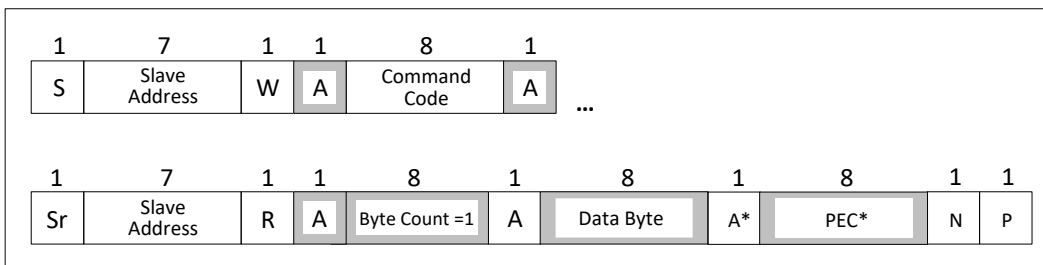 1 7 1 1 8 1
S Slave Address W A Command Code A ...
1 7 1 1 8 1 8 1 8 1 1
Sr Slave Address R A Byte Count =1 A Data Byte A* PEC* N P